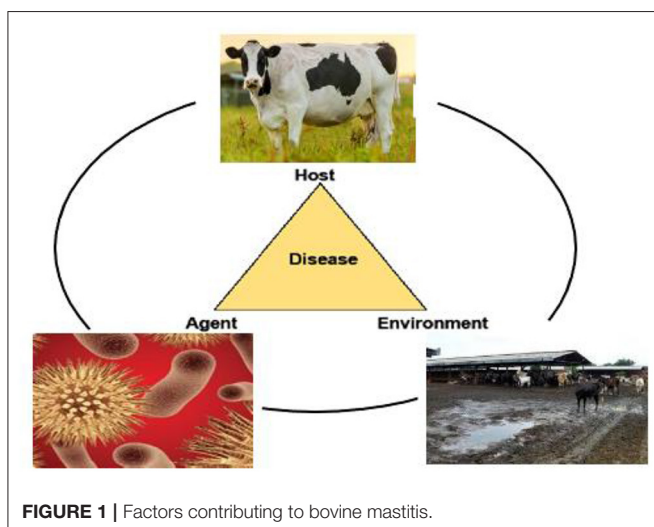 Host
Disease
Agent
Environment
FIGURE 1 | Factors contributing to bovine mastitis.